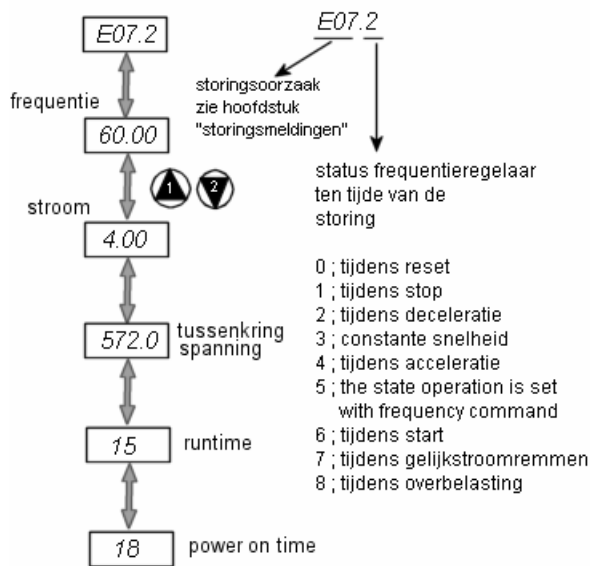 E07.2
frequentie
60.00
1
2
stroom
4.00
572.0
tussenkring
spanning
15
runtime
18
power on time
E07.2
storingsoorzaak
zie hoofdstuk
"storingsmeldingen"
status frequentieregelaar
ten tijde van de
storing
0 ; tijdens reset
1 ; tijdens stop
2 ; tijdens deceleratie
3 ; constante snelheid
4 ; tijdens acceleratie
5 ; the state operation is set
with frequency command
6 ; tijdens start
7 ; tijdens gelijkstroomremmen
8 ; tijdens overbelasting